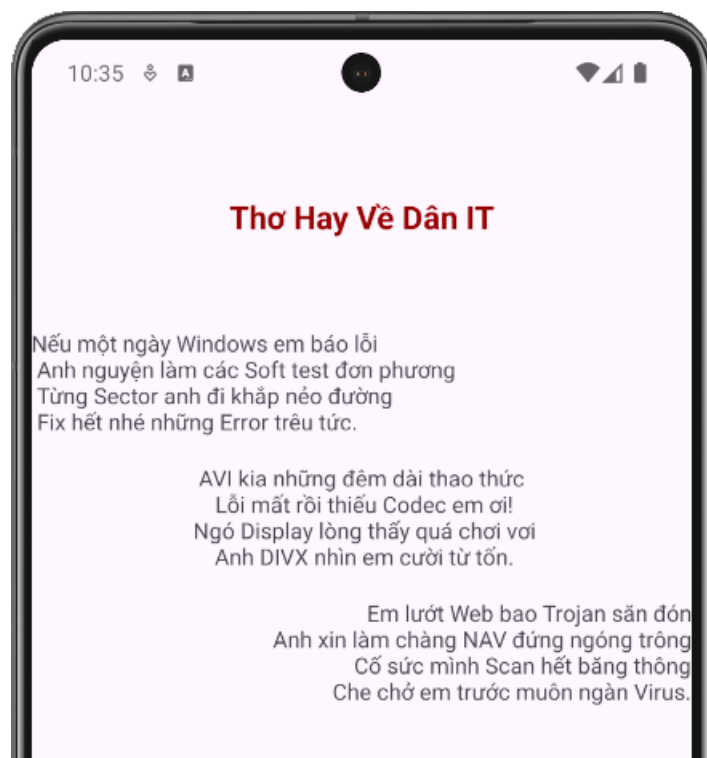 10:35
Thơ Hay Về Dân IT
Nếu một ngày Windows em báo lỗi
Anh nguyện làm các Soft test đơn phương
Từng Sector anh đi khắp nẻo đường
Fix hết nhé những Error trêu tức.
AVI kia những đêm dài thao thức
Lỗi mất rồi thiếu Codec em ơi!
Ngó Display lòng thấy quá chơi vơi
Anh DIVX nhìn em cười từ tốn.
Em lướt Web bao Trojan săn đón
Anh xin làm chàng NAV đứng ngóng trông
Cố sức mình Scan hết băng thông
Che chở em trước muôn ngàn Virus.